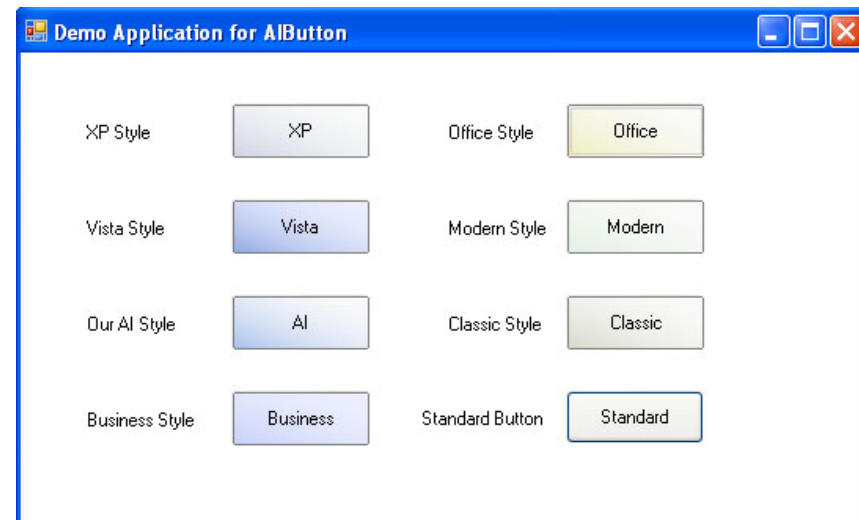 Demo Application for AIButton
XP Style XP Office Style Office
Vista Style Vista Modern Style Modern
Our AI Style AI Classic Style Classic
Business Style Business Standard Button Standard